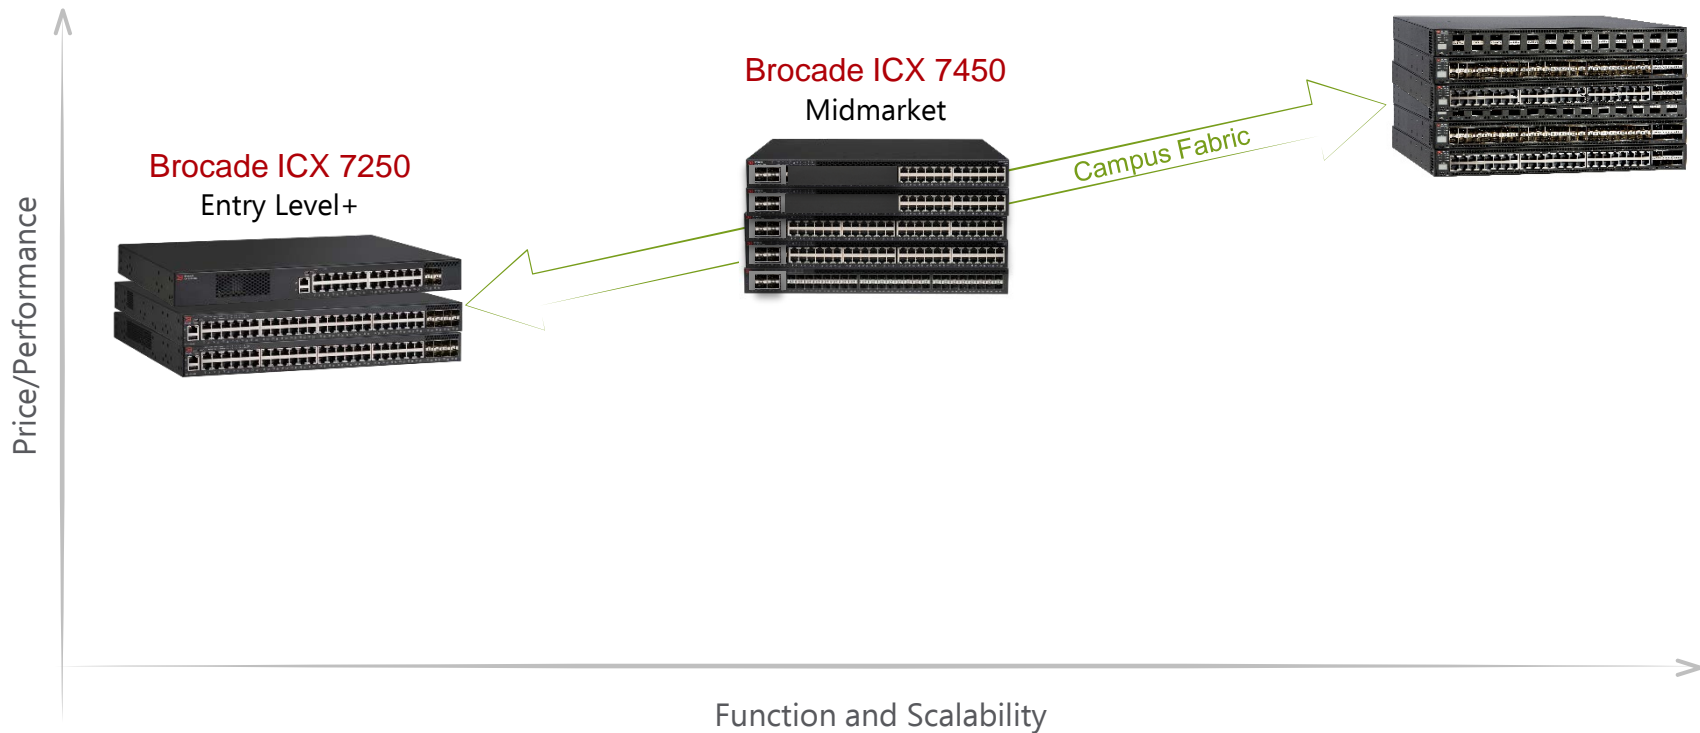 Brocade ICX 7450
Midmarket
Campus Fabric
Brocade ICX 7250
Entry Level+
Price/Performance
Function and Scalability